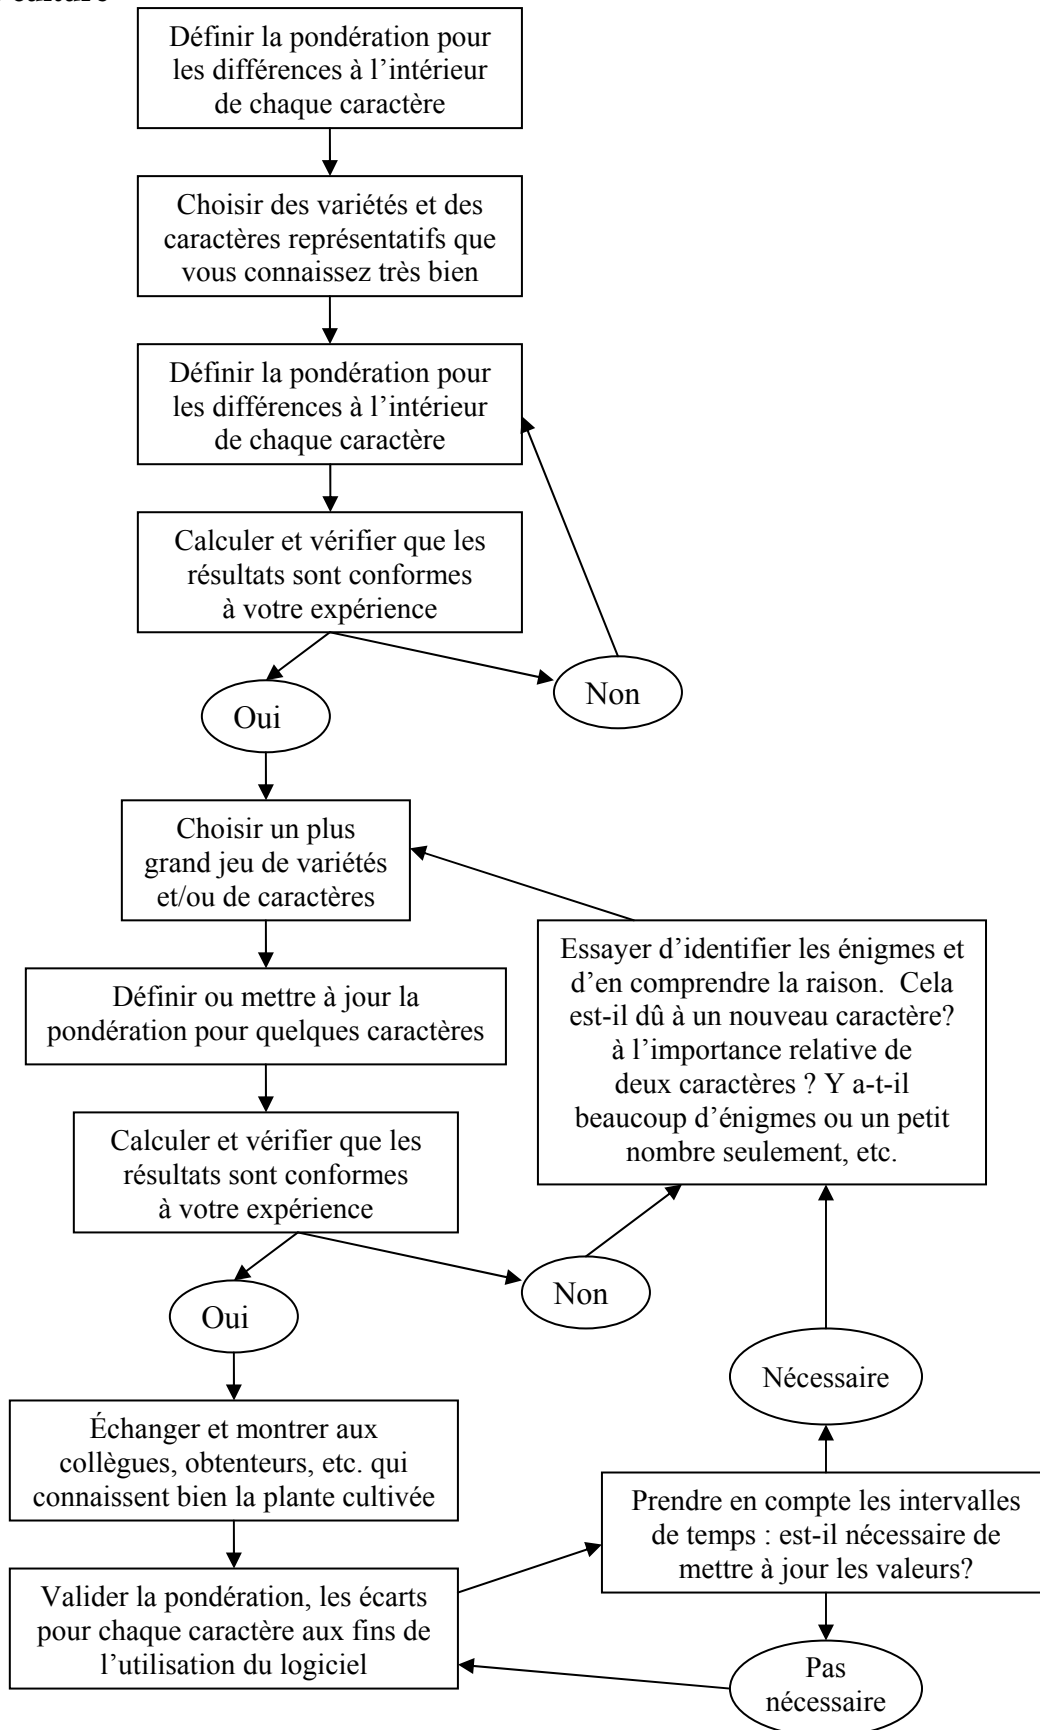 Définir la pondération pour
les différences à l’intérieur
de chaque caractère
Choisir des variétés et des
caractères représentatifs que
vous connaissez très bien
Définir la pondération pour
les différences à l’intérieur
de chaque caractère
Calculer et vérifier que les
résultats sont conformes
à votre expérience
Non
Oui
Choisir un plus
grand jeu de variétés
et/ou de caractères
Définir ou mettre à jour la
pondération pour quelques caractères
Calculer et vérifier que les
résultats sont conformes
à votre expérience
Essayer d’identifier les énigmes et
d’en comprendre la raison.  Cela
est-il dû à un nouveau caractère?
à l’importance relative de
deux caractères ? Y a-t-il
beaucoup d’énigmes ou un petit
nombre seulement, etc.
Non
Oui
Nécessaire
Échanger et montrer aux
collègues, obtenteurs, etc. qui
connaissent bien la plante cultivée
Prendre en compte les intervalles
de temps : est-il nécessaire de
mettre à jour les valeurs?
Valider la pondération, les écarts
pour chaque caractère aux fins de
l’utilisation du logiciel
Pas
nécessaire